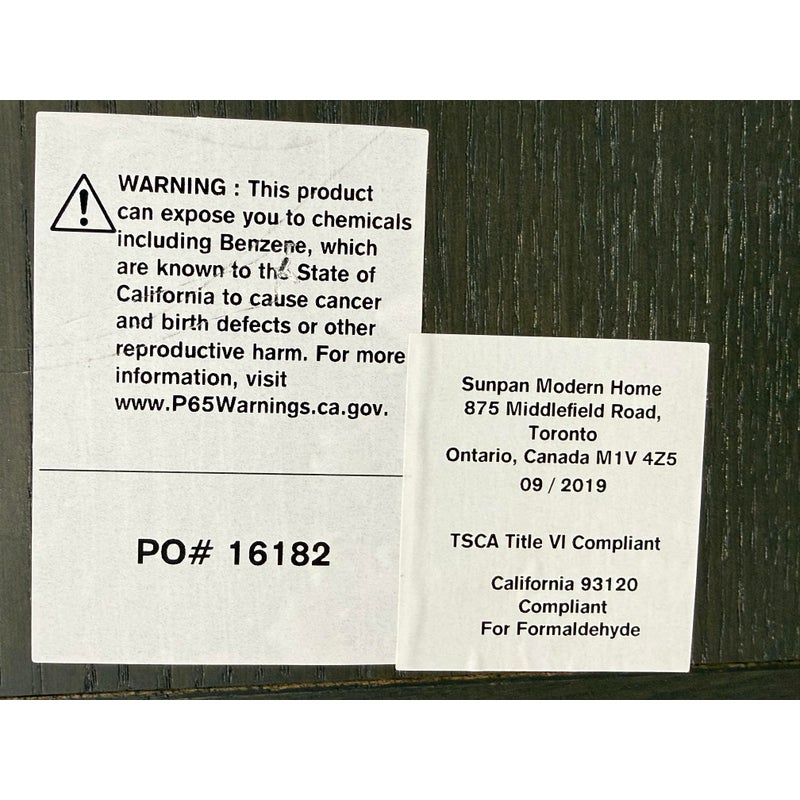 WARNING : This product
can expose you to chemicals
including Benzene, which
are known to the State of
California to cause cancer
and birth defects or other
reproductive harm. For more
information, visit
www.P65Warnings.ca.gov.
PO# 16182
Sunpan Modern Home
875 Middlefield Road,
Toronto
Ontario, Canada M1V 4Z5
09 / 2019
TSCA Title VI Compliant
California 93120
Compliant
For Formaldehyde